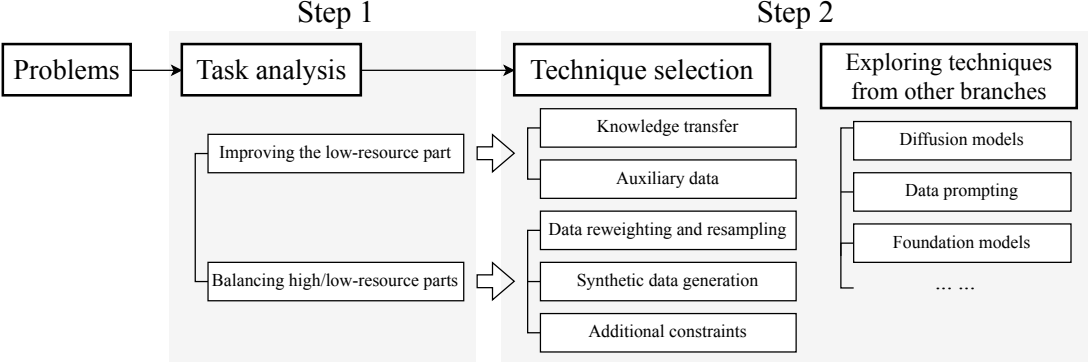 Step 1
Step 2
Problems
Task analysis
Technique selection
Exploring techniques
from other branches
Improving the low-resource part
Balancing high/low-resource parts
Knowledge transfer
Auxiliary data
Data reweighting and resampling
Synthetic data generation
Additional constraints
Diffusion models
Data prompting
Foundation models
... ...